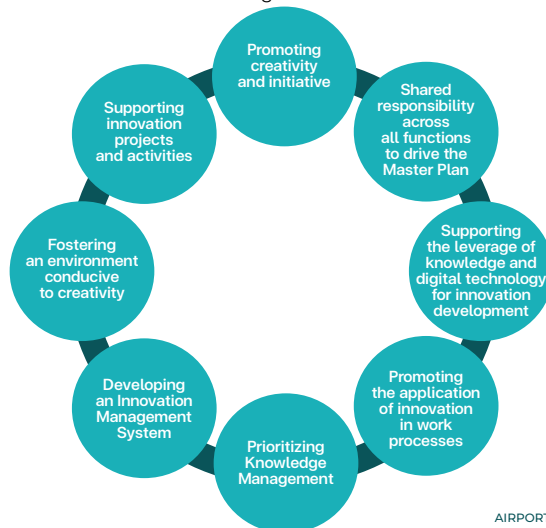 Promoting
creativity
and initiative
Shared
responsibility
across
all functions
to drive the
Master Plan
Supporting
the leverage of
knowledge and
digital technology
for innovation
development
Promoting
the application
of innovation
in work
processes
Prioritizing
Knowledge
Management
Developing
an Innovation
Management
System
Fostering
an environment
conducive
to creativity
Supporting
innovation
projects
and activities